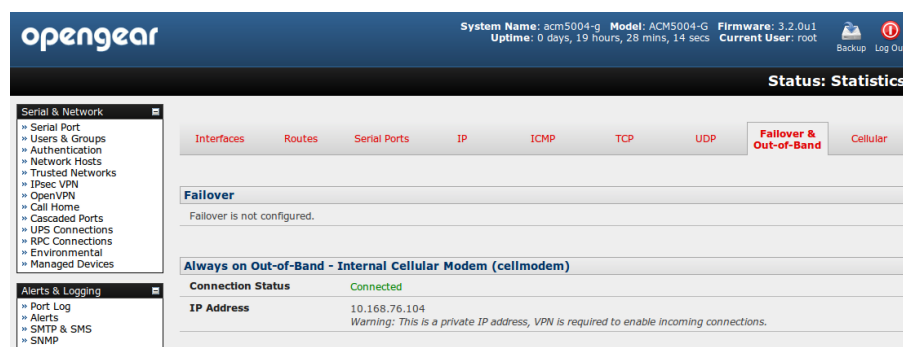 opengear
System Name: acm5004-g Model: ACM5004-G Firmware: 3.2.0u1
Uptime: 0 days, 19 hours, 28 mins, 14 secs Current User: root
Backup Log Ou
Status: Statistics
Serial & Network
» Serial Port
» Users & Groups
» Authentication
» Network Hosts
» Trusted Networks
» IPsec VPN
» OpenVPN
» Call Home
» Cascaded Ports
» UPS Connections
» RPC Connections
» Environmental
» Managed Devices
Alerts & Logging
» Port Log
» Alerts
» SMTP & SMS
» SNMP
Interfaces Routes Serial Ports IP ICMP TCP UDP Failover & Out-of-Band Cellular
Failover
Failover is not configured.
Always on Out-of-Band - Internal Cellular Modem (cellmodem)
Connection Status Connected
IP Address 10.168.76.104
Warning: This is a private IP address, VPN is required to enable incoming connections.